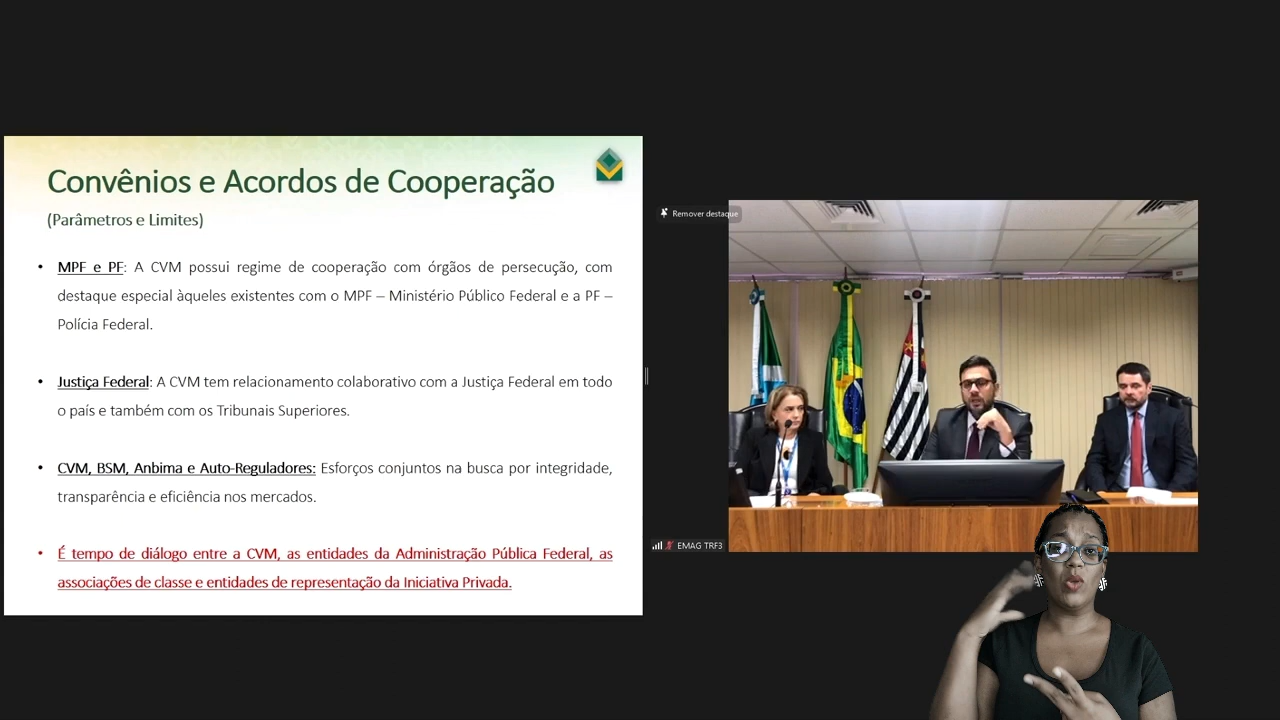 Convênios e Acordos de Cooperação
(Parâmetros e Limites)
• MPF e PF: A CVM possui regime de cooperação com órgãos de persecução, com
destaque especial àqueles existentes com o MPF – Ministério Público Federal e a PF –
Polícia Federal.
• Justiça Federal: A CVM tem relacionamento colaborativo com a Justiça Federal em todo
o país e também com os Tribunais Superiores.
• CVM, BSM, Anbima e Auto-Reguladores: Esforços conjuntos na busca por integridade,
transparência e eficiência nos mercados.
• É tempo de diálogo entre a CVM, as entidades da Administração Pública Federal, as
associações de classe e entidades de representação da Iniciativa Privada.
Remover destaque
EMAG TRF3